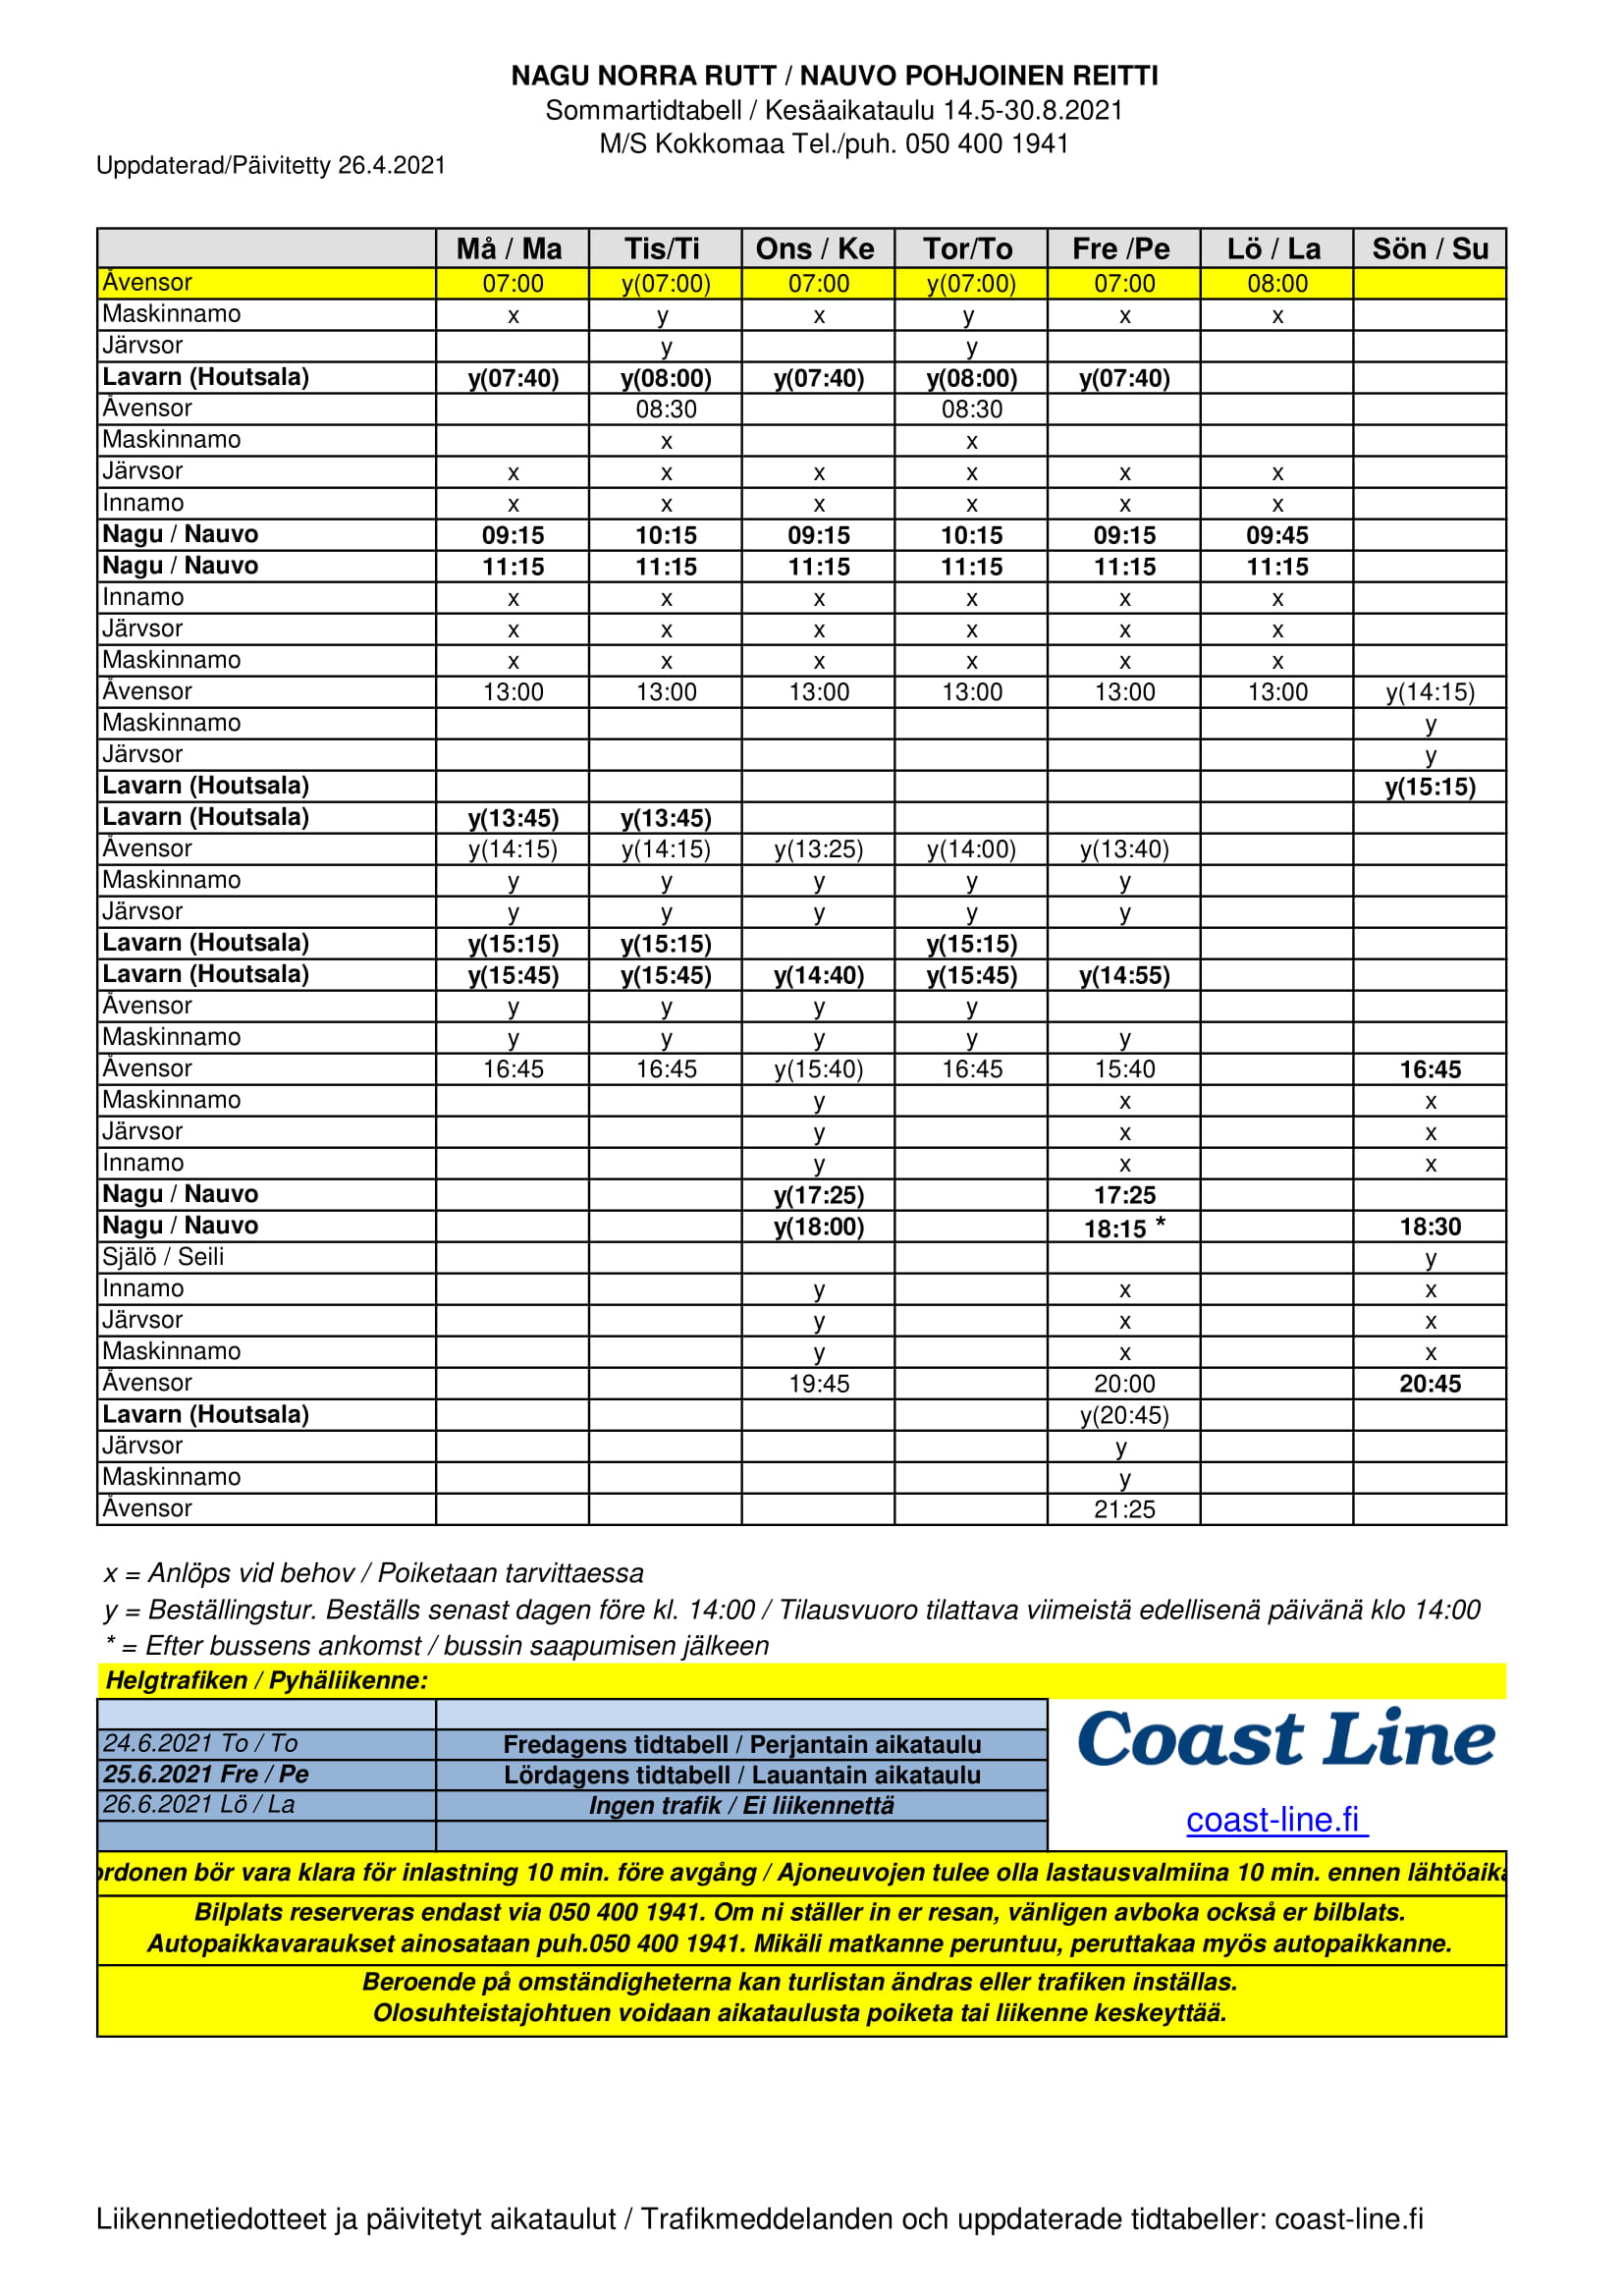 NAGU NORRA RUTT / NAUVO POHJOINEN REITTI
Sommartidtabell / Kesäaikataulu 14.5-30.8.2021
M/S Kokkomaa Tel./puh. 050 400 1941
Uppdaterad/Päivitetty 26.4.2021
Må / Ma Tis/Ti Ons / Ke Tor/To Fre /Pe Lö / La Sön / Su
Åvensor 07:00 y(07:00) 07:00 y(07:00) 07:00 08:00
Maskinnamo x y x y x x
Järvsor y y
Lavarn (Houtsala) y(07:40) y(08:00) y(07:40) y(08:00) y(07:40)
Åvensor 08:30 08:30
Maskinnamo x x
Järvsor x x x x x x
Innamo x x x x x x
Nagu / Nauvo 09:15 10:15 09:15 10:15 09:15 09:45
Nagu / Nauvo 11:15 11:15 11:15 11:15 11:15 11:15
Innamo x x x x x x
Järvsor x x x x x x
Maskinnamo x x x x x x
Åvensor 13:00 13:00 13:00 13:00 13:00 13:00 y(14:15)
Maskinnamo y
Järvsor y
Lavarn (Houtsala) y(15:15)
Lavarn (Houtsala) y(13:45) y(13:45)
Åvensor y(14:15) y(14:15) y(13:25) y(14:00) y(13:40)
Maskinnamo y y y y y
Järvsor y y y y y
Lavarn (Houtsala) y(15:15) y(15:15) y(15:15)
Lavarn (Houtsala) y(15:45) y(15:45) y(14:40) y(15:45) y(14:55)
Åvensor y y y y
Maskinnamo y y y y y
Åvensor 16:45 16:45 y(15:40) 16:45 15:40 16:45
Maskinnamo y x x
Järvsor y x x
Innamo y x x
Nagu / Nauvo y(17:25) 17:25
Nagu / Nauvo y(18:00) 18:15 * 18:30
Själö / Seili y
Innamo y x x
Järvsor y x x
Maskinnamo y x x
Åvensor 19:45 20:00 20:45
Lavarn (Houtsala) y(20:45)
Järvsor y
Maskinnamo y
Åvensor 21:25
x = Anlöps vid behov / Poiketaan tarvittaessa
y = Beställingstur. Beställs senast dagen före kl. 14:00 / Tilausvuoro tilattava viimeistä edellisenä päivänä klo 14:00
* = Efter bussens ankomst / bussin saapumisen jälkeen
Helgtrafiken / Pyhäliikenne:
24.6.2021 To / To Fredagens tidtabell / Perjantain aikataulu
25.6.2021 Fre / Pe Lördagens tidtabell / Lauantain aikataulu
26.6.2021 Lö / La Ingen trafik / Ei liikennettä
Coast Line
coast-line.fi
ordonen bör vara klara för inlastning 10 min. före avgång / Ajoneuvojen tulee olla lastausvalmiina 10 min. ennen lähtöaika
Bilplats reserveras endast via 050 400 1941. Om ni ställer in er resan, vänligen avboka också er bilblats.
Autopaikkavaraukset ainosataan puh.050 400 1941. Mikäli matkanne peruntuu, peruttakaa myös autopaikkanne.
Beroende på omständigheterna kan turlistan ändras eller trafiken inställas.
Olosuhteistajohtuen voidaan aikataulusta poiketa tai liikenne keskeyttää.
Liikennetiedotteet ja päivitetyt aikataulut / Trafikmeddelanden och uppdaterade tidtabeller: coast-line.fi